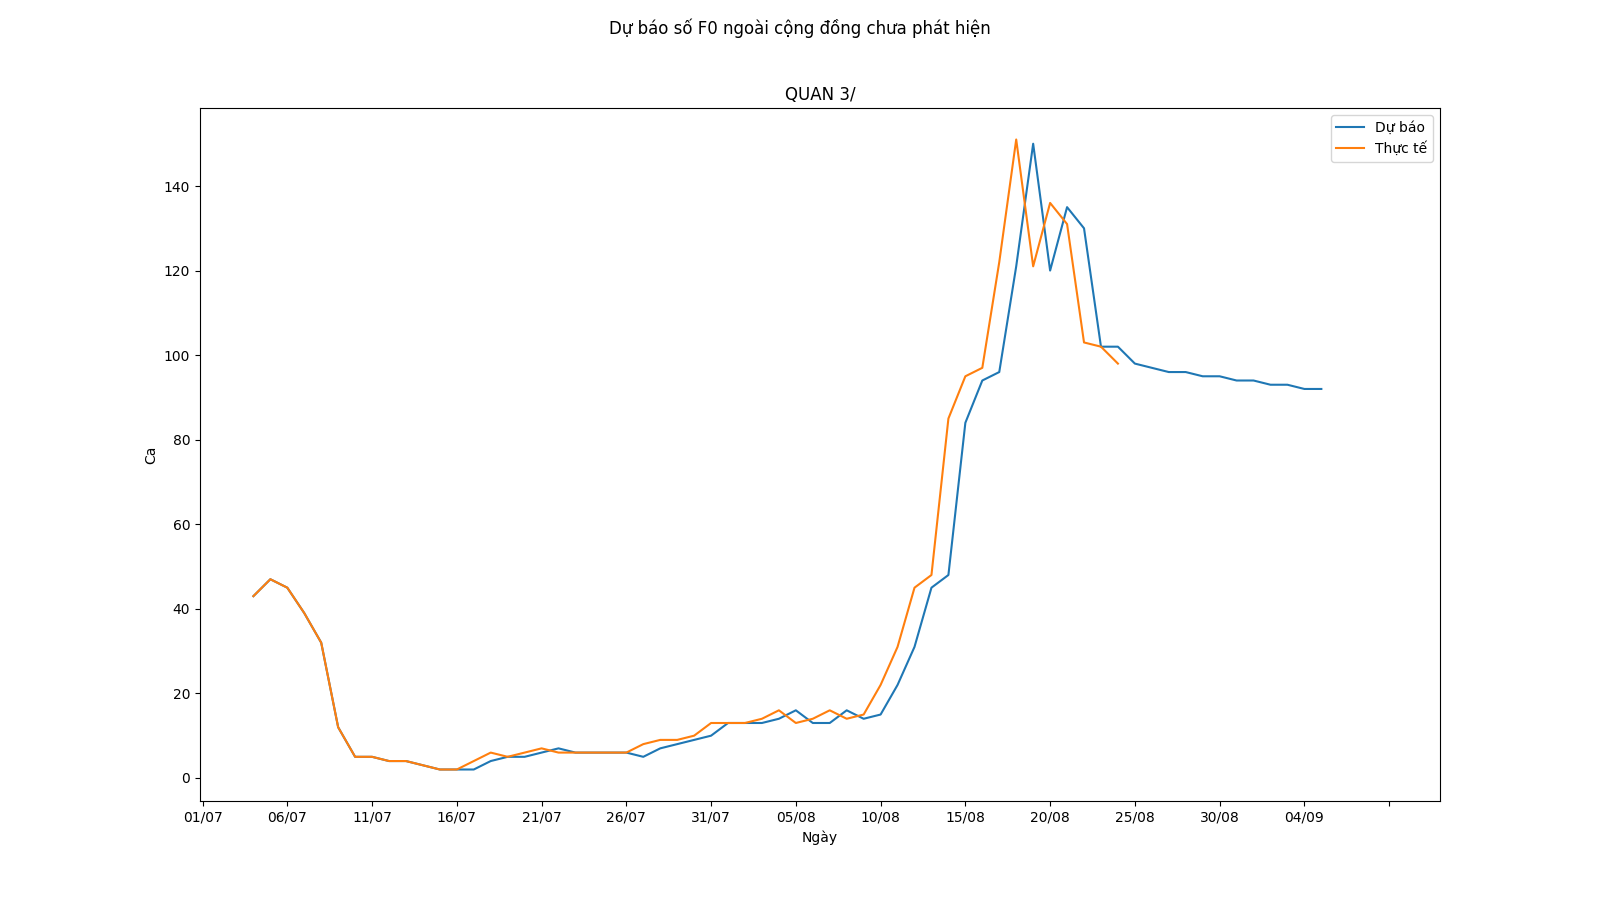 Dự báo số F0 ngoài cộng đồng chưa phát hiện
QUAN 3/
Dự báo
Thực tế
140
120
100
80
60
40
20
0
Ca
01/07 06/07 11/07 16/07 21/07 26/07 31/07 05/08 10/08 15/08 20/08 25/08 30/08 04/09
Ngày